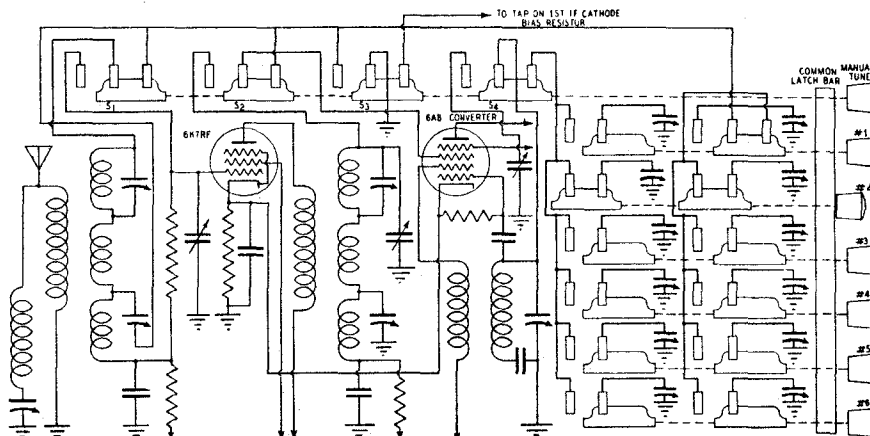 TO TAP ON 1ST IF CATHODE
BIAS RESISTOR
COMMON
LATCH BAR
MANUAL
TUNE
S1
S2
S3
S4
6K7RF
6A8 CONVERTER
#1
#2
#3
#4
#5
#6